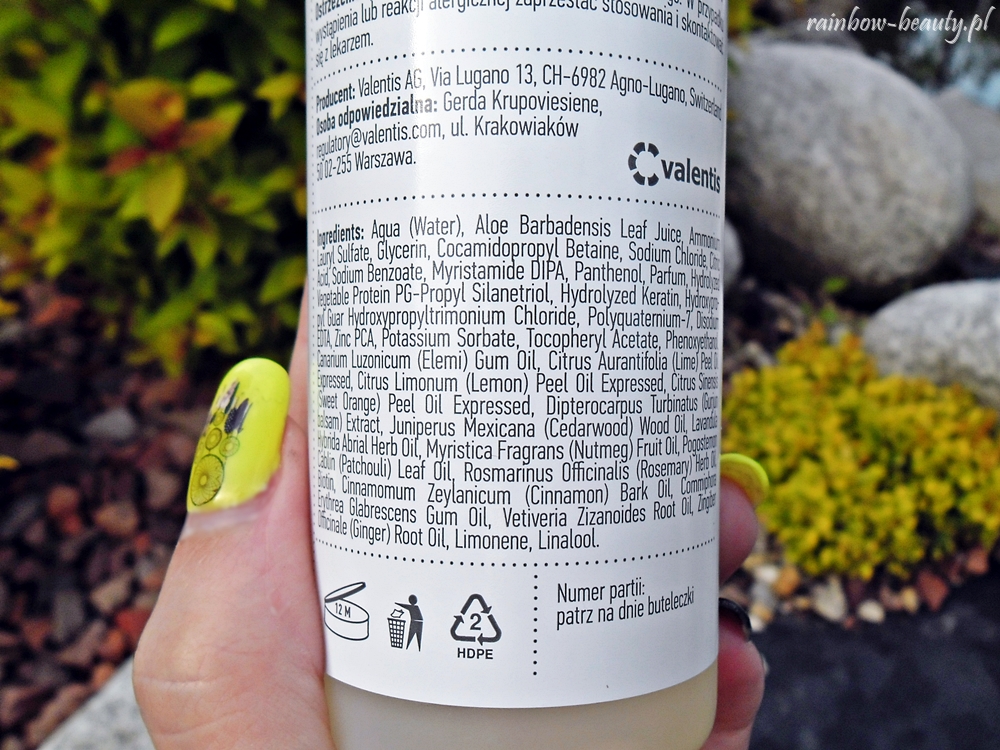 rainbow-beauty.pl
wystąpienia lub reakcji alergicznej zaprzestać stosowania i skontaktować
się z lekarzem.
Producent: Valentis AG, Via Lugano 13, CH-6982 Agno-Lugano, Switzerland
Osoba odpowiedzialna: Gerda Krupoviesiene,
regulatory@valentis.com, ul. Krakowiaków
50 02-255 Warszawa.
valentis
Ingredients: Aqua (Water), Aloe Barbadensis Leaf Juice, Ammonium
Lauryl Sulfate, Glycerin, Cocamidopropyl Betaine, Sodium Chloride, Citric
Acid, Sodium Benzoate, Myristamide DIPA, Panthenol, Parfum, Hydrolyzed
Vegetable Protein PG-Propyl Silanetriol, Hydrolyzed Keratin, Hydroxypro-
pyl Guar Hydroxypropyltrimonium Chloride, Polyquaternium-7, Disodium
EDTA, Zinc PCA, Potassium Sorbate, Tocopheryl Acetate, Phenoxyethanol,
Canarium Luzonicum (Elemi) Gum Oil, Citrus Aurantifolia (Lime) Peel Oil
Expressed, Citrus Limonum (Lemon) Peel Oil Expressed, Citrus Sinensis
(Sweet Orange) Peel Oil Expressed, Dipterocarpus Turbinatus (Gurjun
Balsam) Extract, Juniperus Mexicana (Cedarwood) Wood Oil, Lavandula
Hybrida Abrial Herb Oil, Myristica Fragrans (Nutmeg) Fruit Oil, Pogostemon
Cablin (Patchouli) Leaf Oil, Rosmarinus Officinalis (Rosemary) Herb Oil,
Biotin, Cinnamomum Zeylanicum (Cinnamon) Bark Oil, Commiphora
Erythrea Glabrescens Gum Oil, Vetiveria Zizanoides Root Oil, Zingiber
Officinale (Ginger) Root Oil, Limonene, Linalool.
12 M
2
HDPE
Numer partii:
patrz na dnie buteleczki